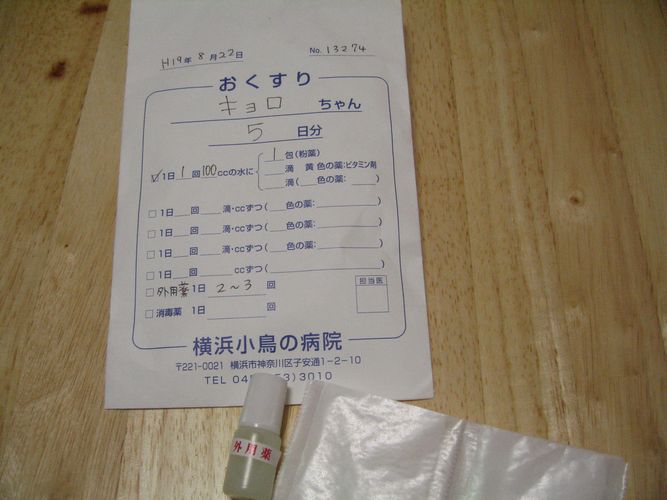 H19年 8月22日 No. 13274
おくすり
キョロ ちゃん
5 日分
☑1日 1 回 100 ccの水に 1 包(粉薬)
滴 黄色の薬:ビタミン剤
滴( 色の薬: )
□1日 回 滴・ccずつ( 色の薬: )
□1日 回 滴・ccずつ( 色の薬: )
□1日 回 滴・ccずつ( 色の薬: )
□1日 回 ccずつ( )
□外用薬 1日 2〜3 回
担当医
□消毒薬 1日 回
横浜小鳥の病院
〒221-0021 横浜市神奈川区子安通1-2-10
TEL 04 3)3010
外用薬